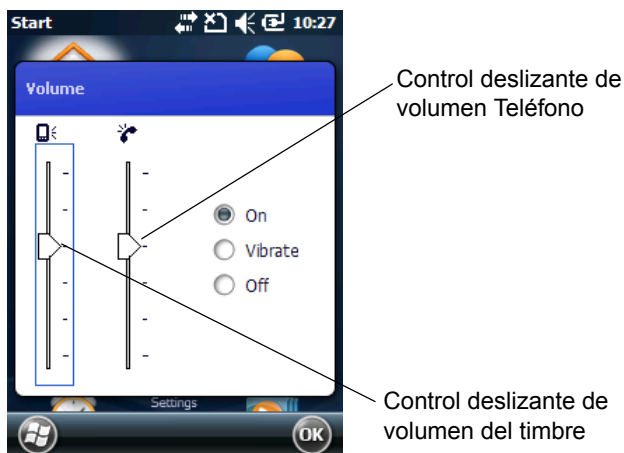 Start 10:27
Volume
Control deslizante de
volumen Teléfono
On
Vibrate
Off
Settings
OK
Control deslizante de
volumen del timbre